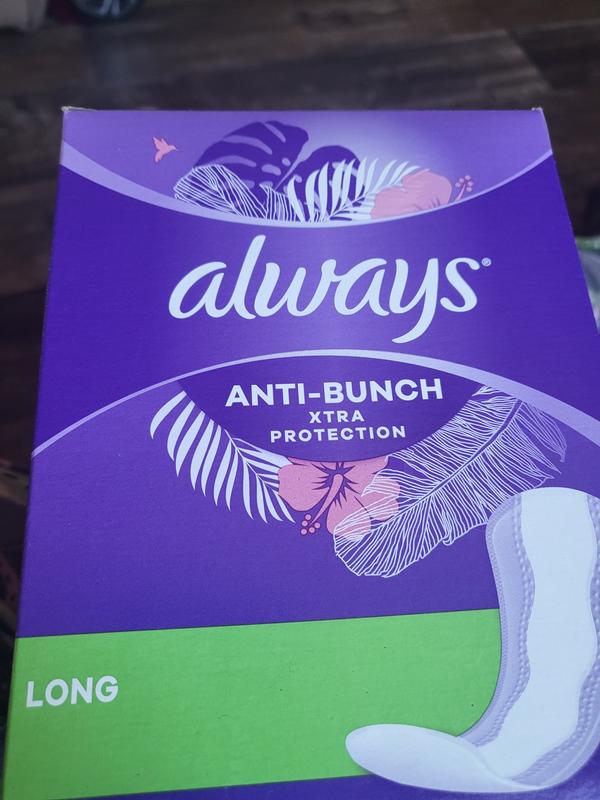 always®
ANTI-BUNCH
XTRA
PROTECTION
LONG